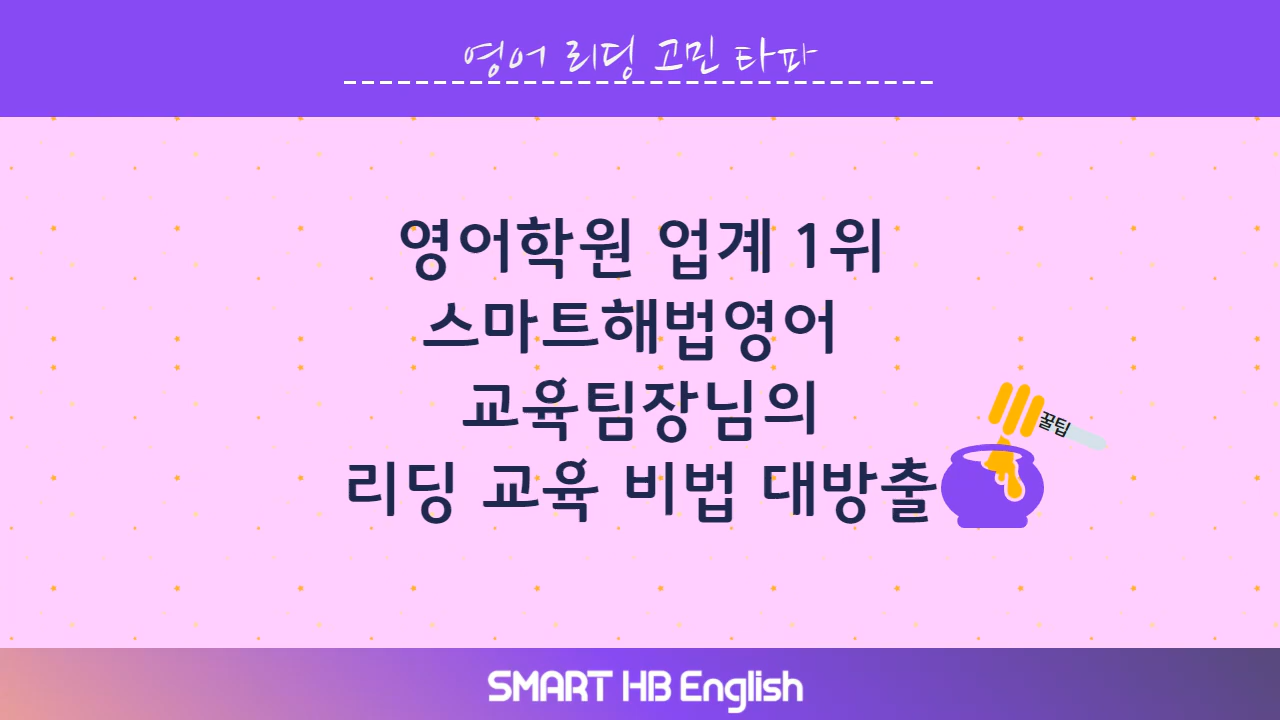 영어 리딩 고민 타파
영어학원 업계 1위
스마트해법영어
교육팀장님의
리딩 교육 비법 대방출
꿀팁
SMART HB English